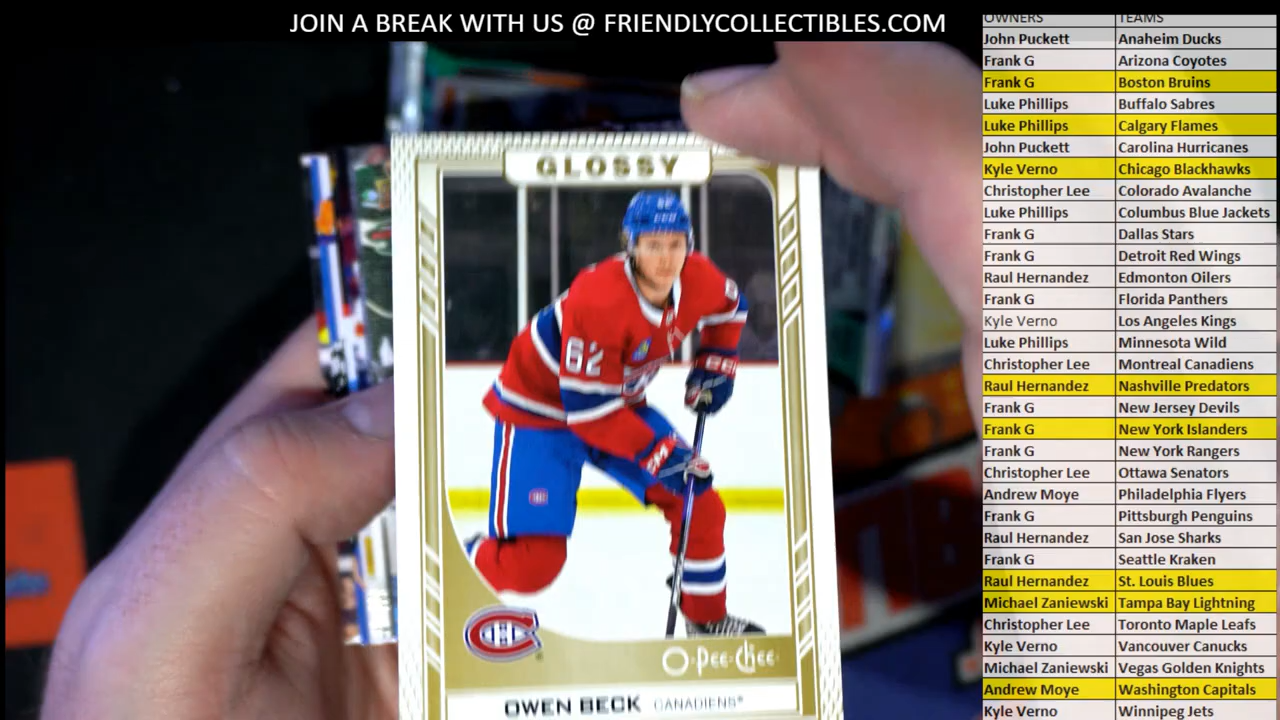 JOIN A BREAK WITH US @ FRIENDLYCOLLECTIBLES.COM
OWNERS TEAMS
John Puckett Anaheim Ducks
Frank G Arizona Coyotes
Frank G Boston Bruins
Luke Phillips Buffalo Sabres
Luke Phillips Calgary Flames
John Puckett Carolina Hurricanes
Kyle Verno Chicago Blackhawks
Christopher Lee Colorado Avalanche
Luke Phillips Columbus Blue Jackets
Frank G Dallas Stars
Frank G Detroit Red Wings
Raul Hernandez Edmonton Oilers
Frank G Florida Panthers
Kyle Verno Los Angeles Kings
Luke Phillips Minnesota Wild
Christopher Lee Montreal Canadiens
Raul Hernandez Nashville Predators
Frank G New Jersey Devils
Frank G New York Islanders
Frank G New York Rangers
Christopher Lee Ottawa Senators
Andrew Moye Philadelphia Flyers
Frank G Pittsburgh Penguins
Raul Hernandez San Jose Sharks
Frank G Seattle Kraken
Raul Hernandez St. Louis Blues
Michael Zaniewski Tampa Bay Lightning
Christopher Lee Toronto Maple Leafs
Kyle Verno Vancouver Canucks
Michael Zaniewski Vegas Golden Knights
Andrew Moye Washington Capitals
Kyle Verno Winnipeg Jets
GLOSSY
62
CCM
O-Pee-Chee
OWEN BECK CANADIENS®